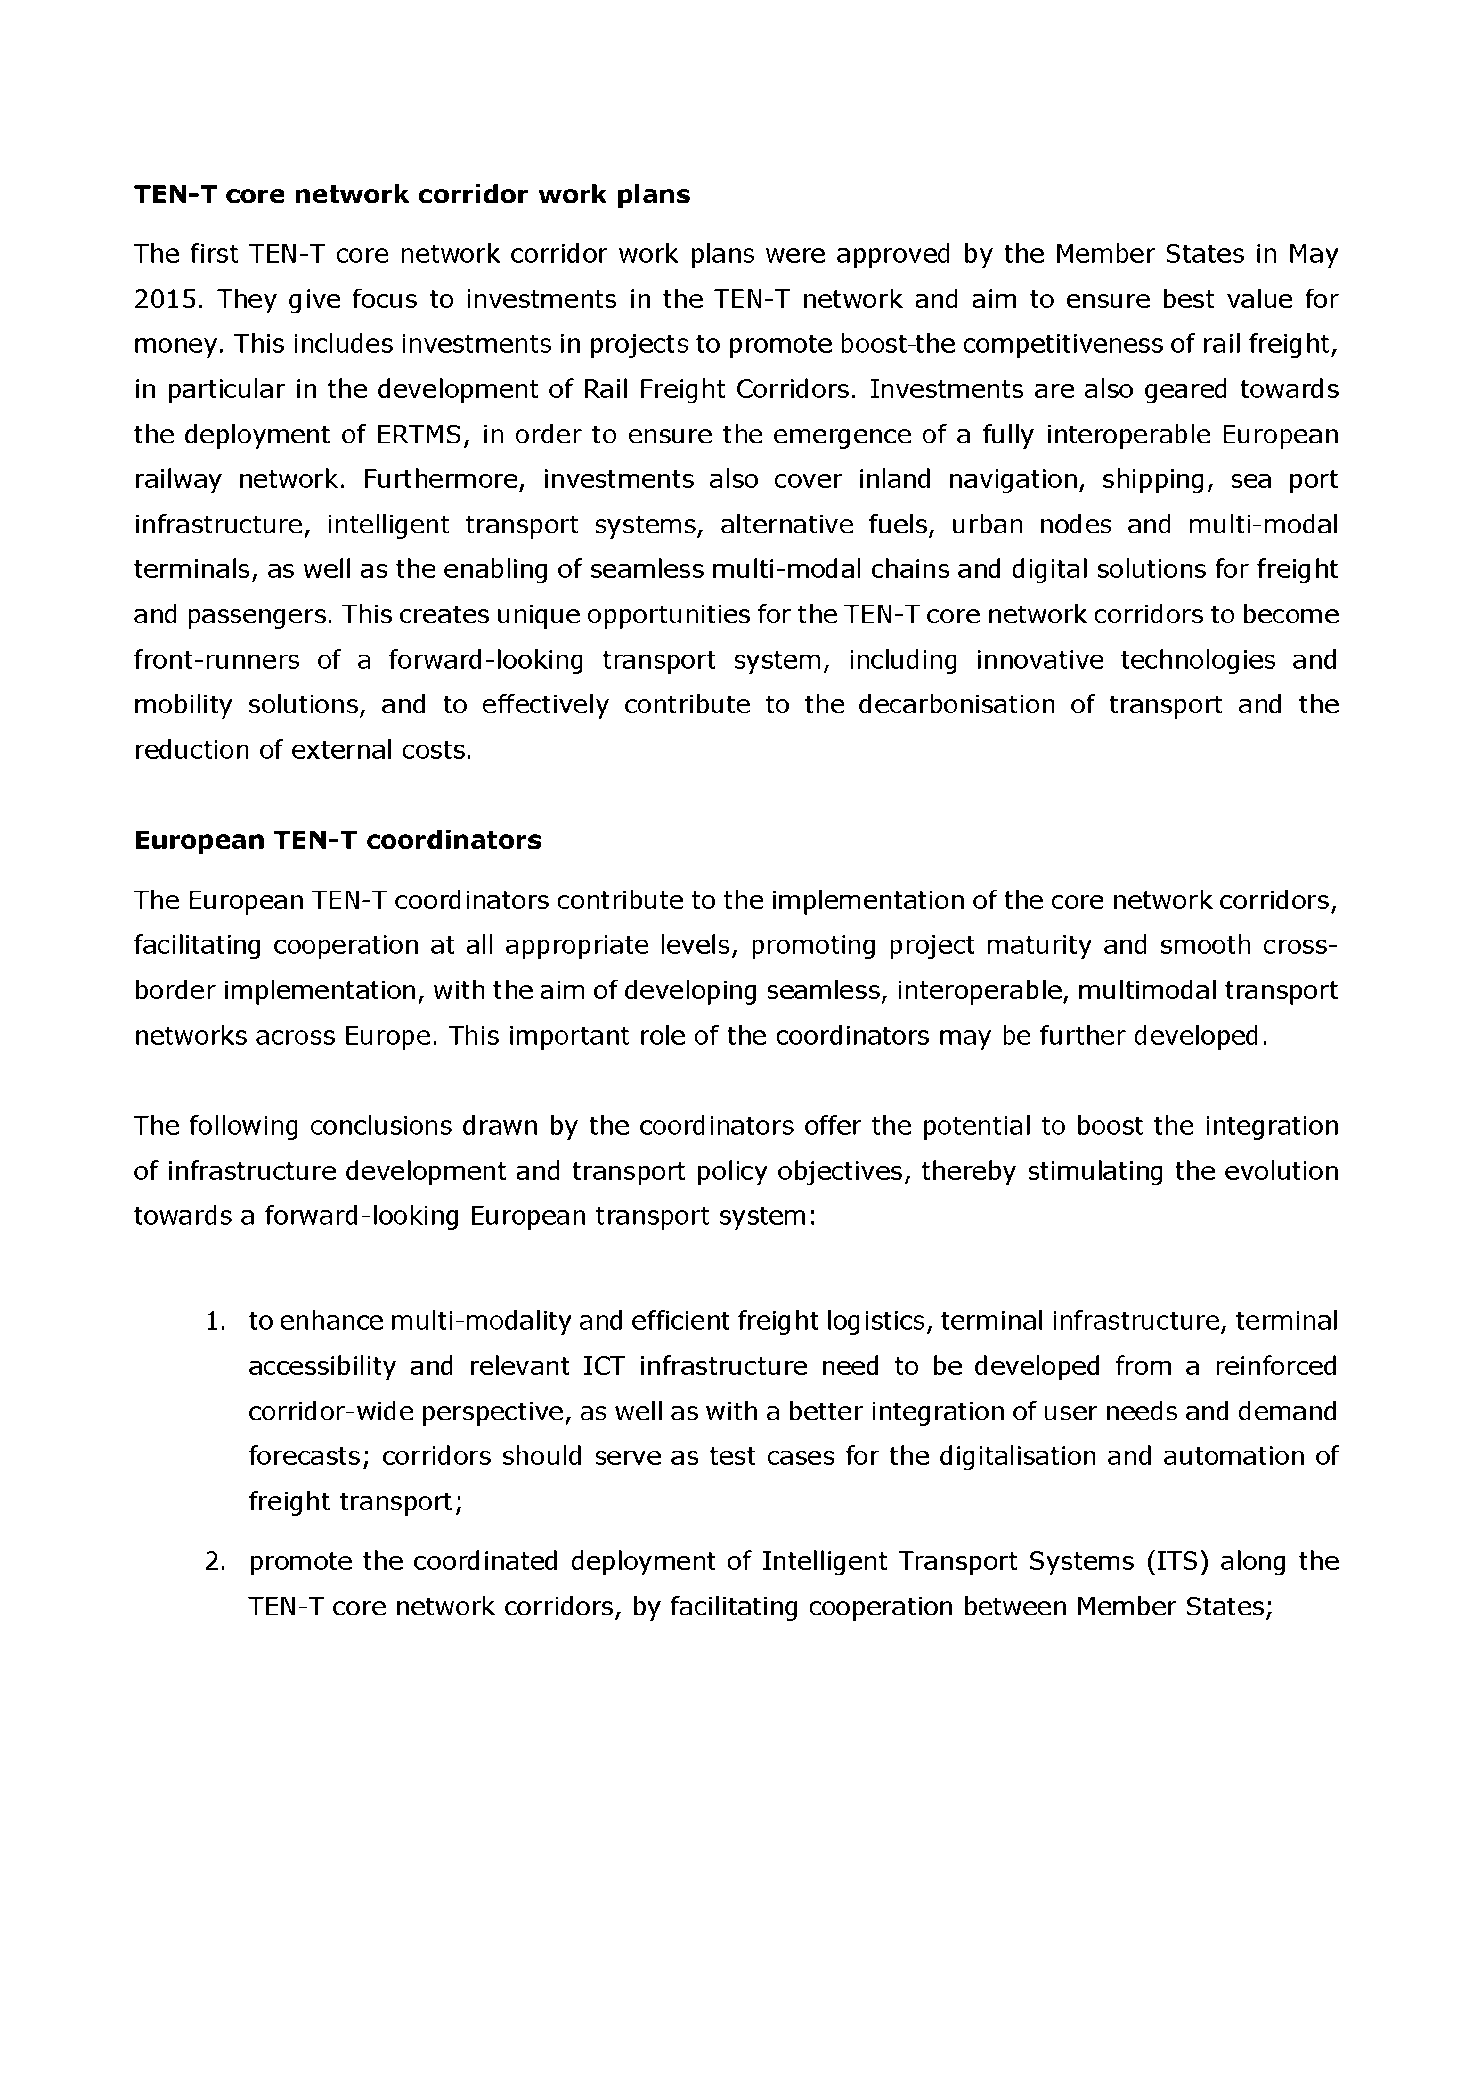 TEN-T core network corridor work plans
The first TEN-T core network corridor work plans were approved by the Member States in May
2015. They give focus to investments in the TEN-T network and aim to ensure best value for
money. This includes investments in projects to promote boost-the competitiveness of rail freight,
in particular in the development of Rail Freight Corridors. Investments are also geared towards
the deployment of ERTMS, in order to ensure the emergence of a fully interoperable European
railway network. Furthermore, investments also cover inland navigation, shipping, sea port
infrastructure, intelligent transport systems, alternative fuels, urban nodes and multi-modal
terminals, as well as the enabling of seamless multi-modal chains and digital solutions for freight
and passengers. This creates unique opportunities for the TEN-T core network corridors to become
front-runners of a forward-looking transport system, including innovative technologies and
mobility solutions, and to effectively contribute to the decarbonisation of transport and the
reduction of external costs.
European TEN-T coordinators
The European TEN-T coordinators contribute to the implementation of the core network corridors,
facilitating cooperation at all appropriate levels, promoting project maturity and smooth cross-
border implementation, with the aim of developing seamless, interoperable, multimodal transport
networks across Europe. This important role of the coordinators may be further developed.
The following conclusions drawn by the coordinators offer the potential to boost the integration
of infrastructure development and transport policy objectives, thereby stimulating the evolution
towards a forward-looking European transport system:
1. to enhance multi-modality and efficient freight logistics, terminal infrastructure, terminal
accessibility and relevant ICT infrastructure need to be developed from a reinforced
corridor-wide perspective, as well as with a better integration of user needs and demand
forecasts; corridors should serve as test cases for the digitalisation and automation of
freight transport;
2. promote the coordinated deployment of Intelligent Transport Systems (ITS) along the
TEN-T core network corridors, by facilitating cooperation between Member States;